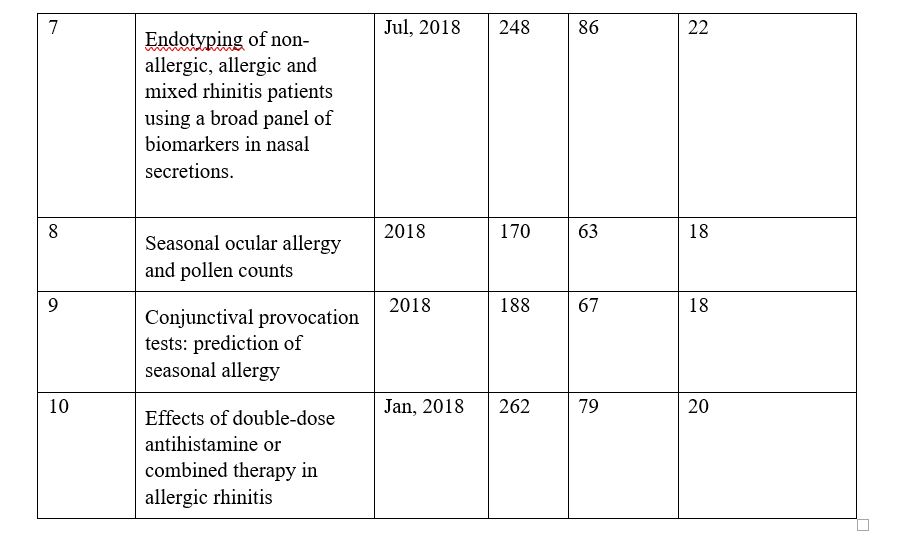 7 Endotyping of non- Jul, 2018 248 86 22
allergic, allergic and
mixed rhinitis patients
using a broad panel of
biomarkers in nasal
secretions.
8 Seasonal ocular allergy 2018 170 63 18
and pollen counts
9 Conjunctival provocation 2018 188 67 18
tests: prediction of
seasonal allergy
10 Effects of double-dose Jan, 2018 262 79 20
antihistamine or
combined therapy in
allergic rhinitis